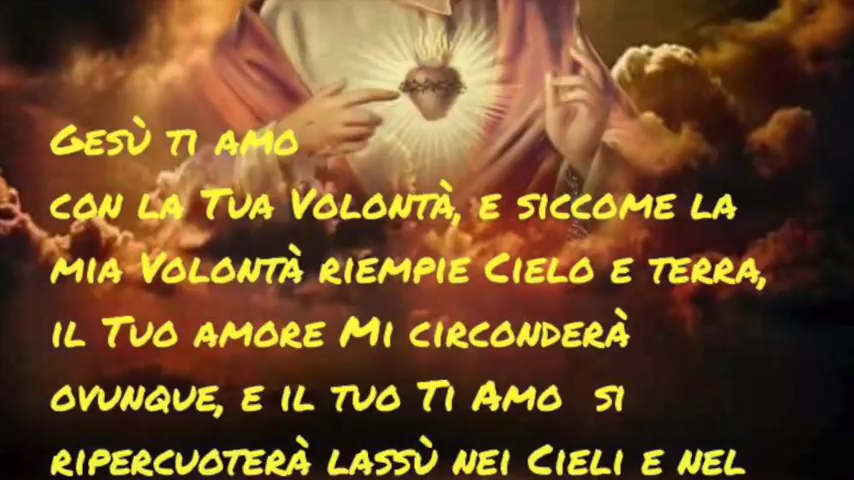 Gesù ti amo
con la Tua Volontà, e siccome la
mia Volontà riempie Cielo e terra,
il Tuo amore Mi circonderà
ovunque, e il tuo Ti Amo si
ripercuoterà lassù nei Cieli e nel